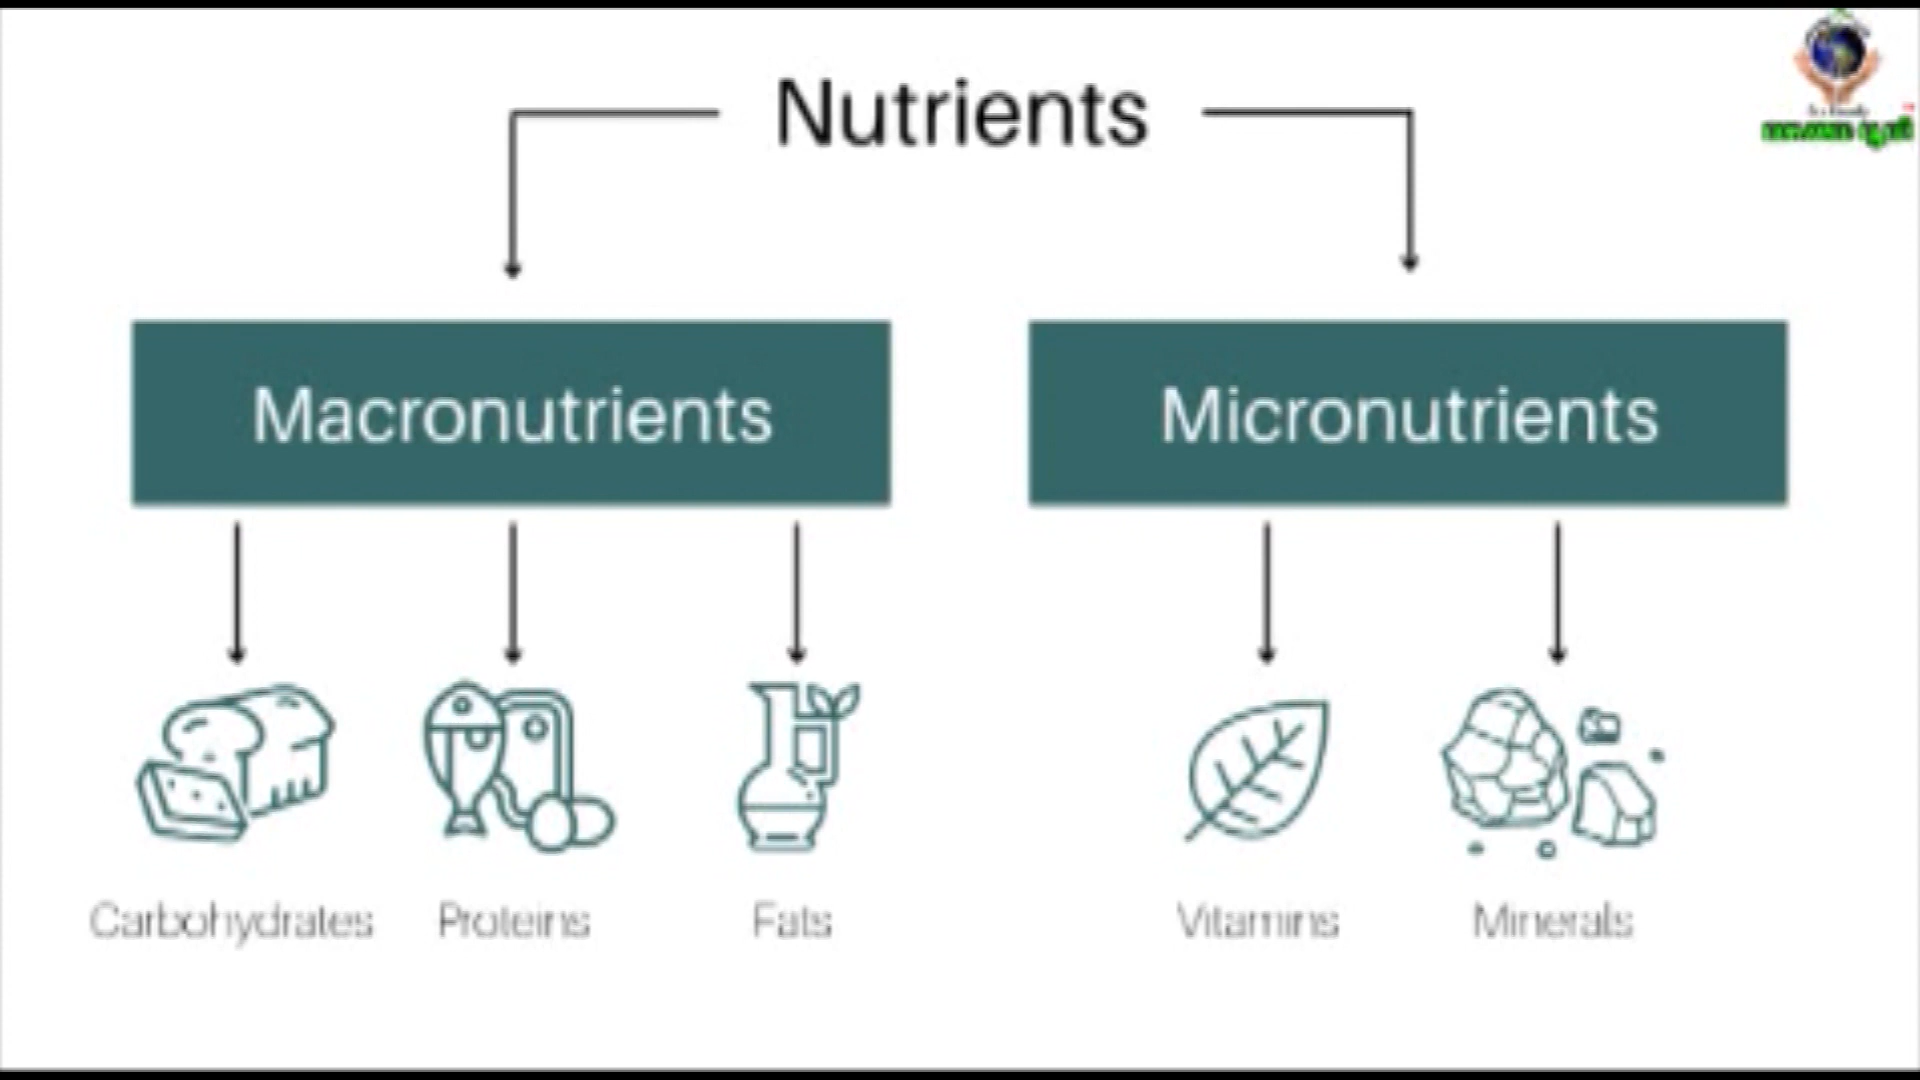 Nutrients
Macronutrients
Micronutrients
Carbohydrates
Proteins
Fats
Vitamins
Minerals